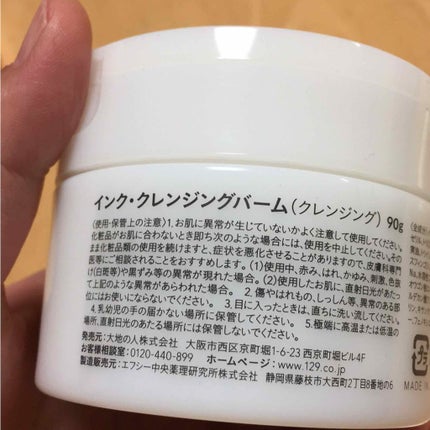 インク・クレンジングバーム(クレンジング) 90g
〈使用・保管上の注意〉1.お肌に異常が生じていないかよく注意して使用してください。
化粧品がお肌に合わないとき即ち次のような場合には、使用を中止してください。その
まま化粧品類の使用を続けますと、症状を悪化させることがありますので、皮膚科専門
医等にご相談されることをおすすめします。(1)使用中、赤み、はれ、かゆみ、刺激、色抜
け(白斑等)や黒ずみ等の異常が現れた場合。(2)使用したお肌に、直射日光があたっ
て上記のような異常があらわれた場合。 2.傷やはれもの、しっしん等、異常のある部
位にはお使いにならないでください。 3.目に入ったときは、直ちに洗い流してください。
4.乳幼児の手の届かない場所に保管してください。 5.極端に高温または低温の
場所、直射日光のあたる場所には保管しないでください。
発売元:大地の人株式会社 大阪市西区京町堀1-6-23 西京町堀ビル4F
お客様相談室:0120-440-899 ホームページ:www.129.co.jp
製造販売元:エフシー中央薬理研究所株式会社 静岡県藤枝市大西町2丁目8番地の6
プラ
MADE IN